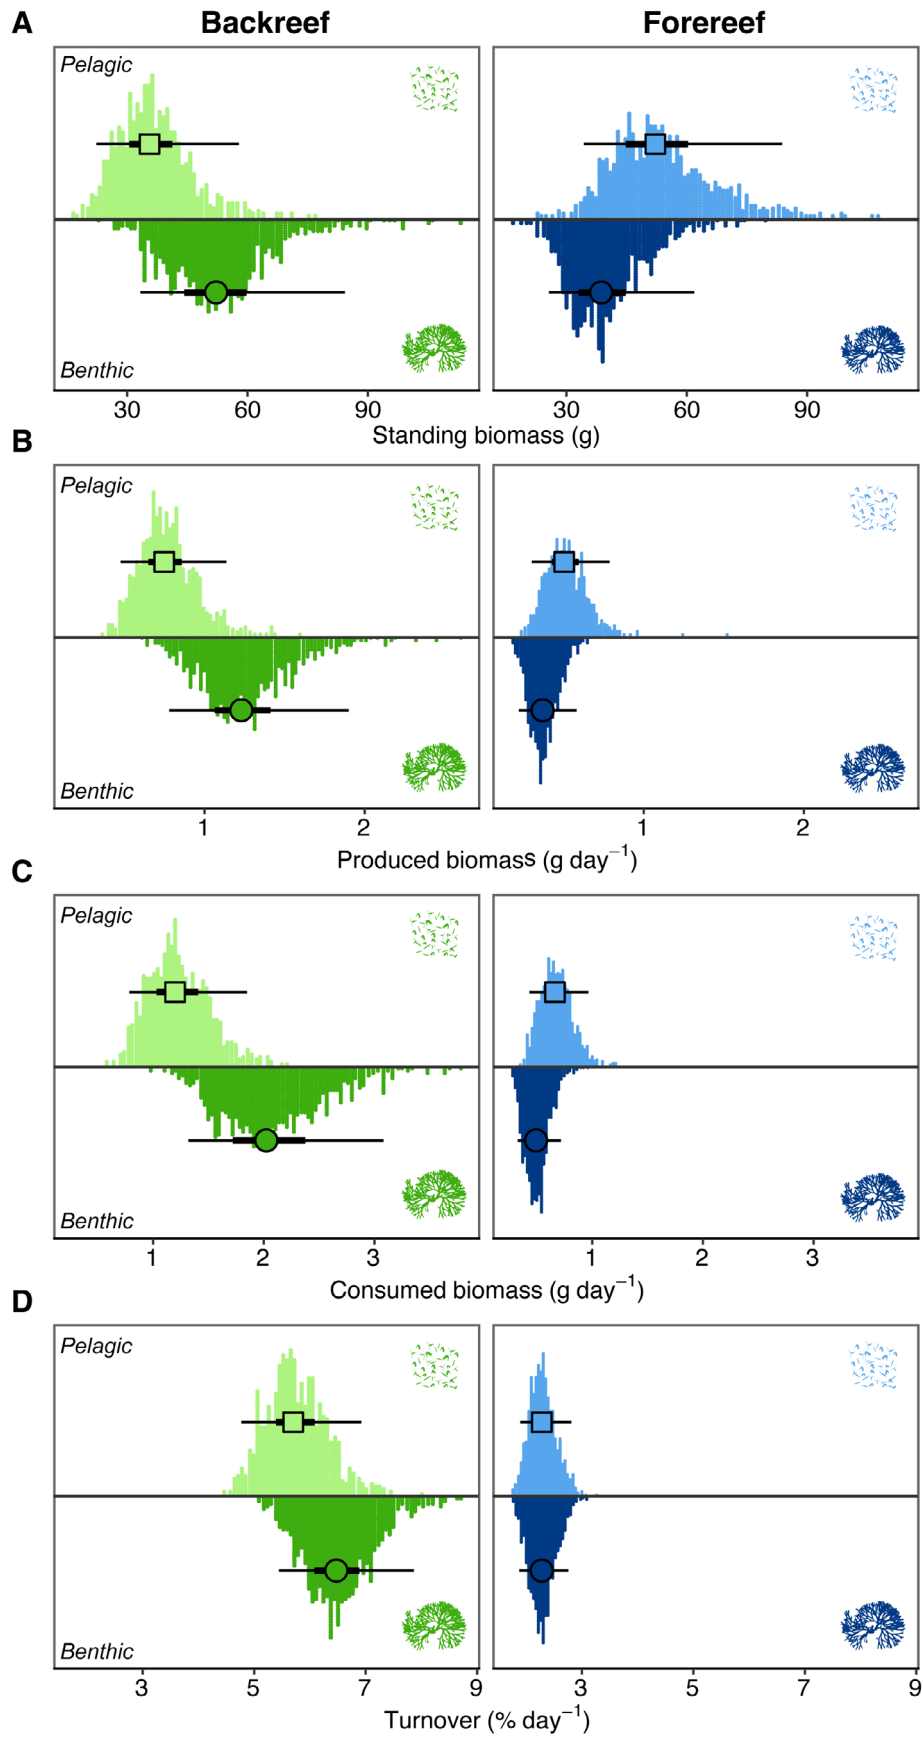 A Backreef Forereef
Pelagic
Benthic
30 60 90 30 60 90
Standing biomass (g)
B
Pelagic
Benthic
1 2 1 2
Produced biomass (g day⁻¹)
C
Pelagic
Benthic
1 2 3 1 2 3
Consumed biomass (g day⁻¹)
D
Pelagic
Benthic
3 5 7 9 3 5 7 9
Turnover (% day⁻¹)